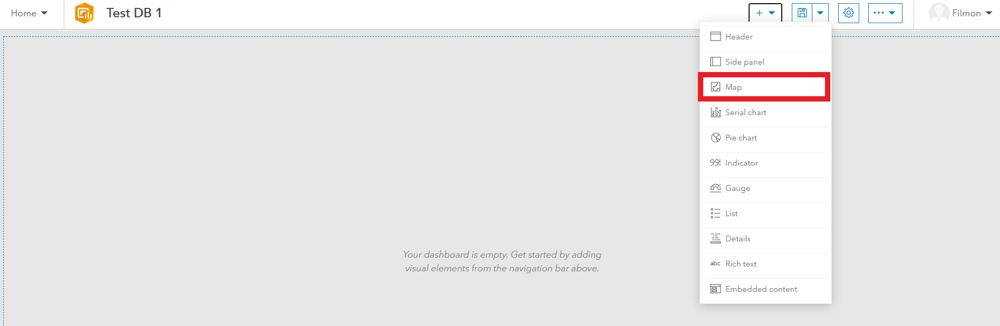 Home
Test DB 1
Filmon
Header
Side panel
Map
Serial chart
Pie chart
99! Indicator
Gauge
List
Details
abc Rich text
Embedded content
Your dashboard is empty. Get started by adding
visual elements from the navigation bar above.